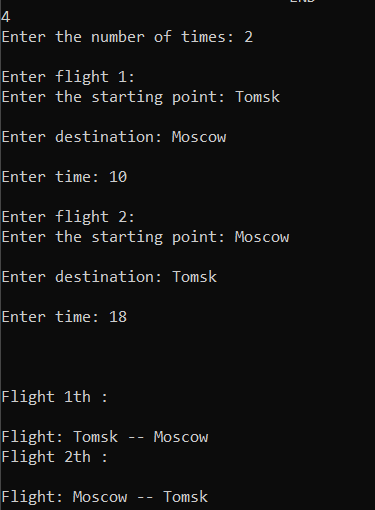 4
Enter the number of times: 2
Enter flight 1:
Enter the starting point: Tomsk
Enter destination: Moscow
Enter time: 10
Enter flight 2:
Enter the starting point: Moscow
Enter destination: Tomsk
Enter time: 18
Flight 1th :
Flight: Tomsk -- Moscow
Flight 2th :
Flight: Moscow -- Tomsk